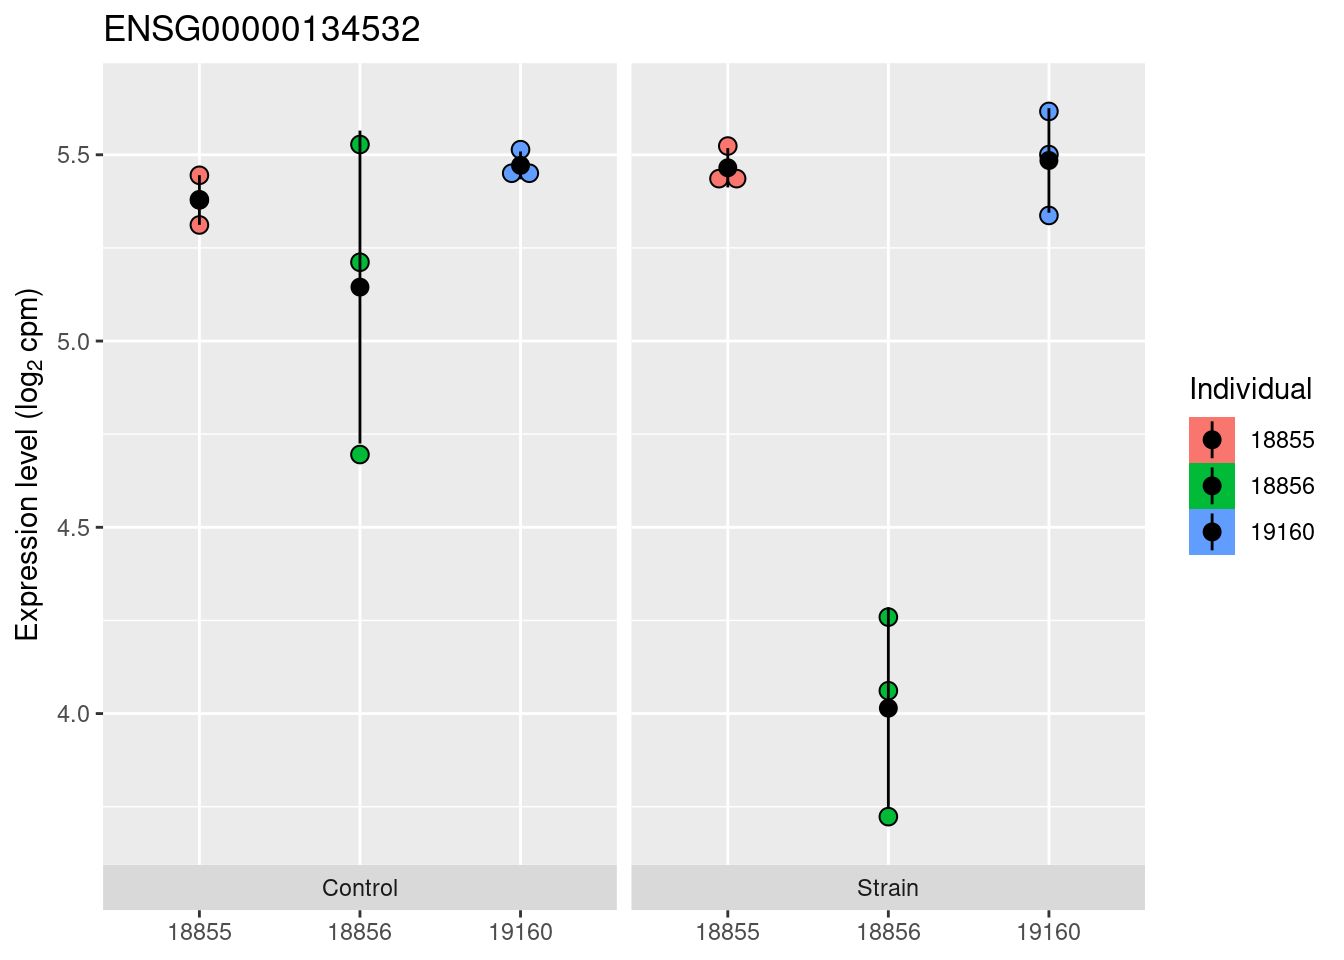 ENSG00000134532
Expression level (log₂ cpm)
5.5
5.0
4.5
4.0
Control
Strain
18855
18856
19160
18855
18856
19160
Individual
18855
18856
19160